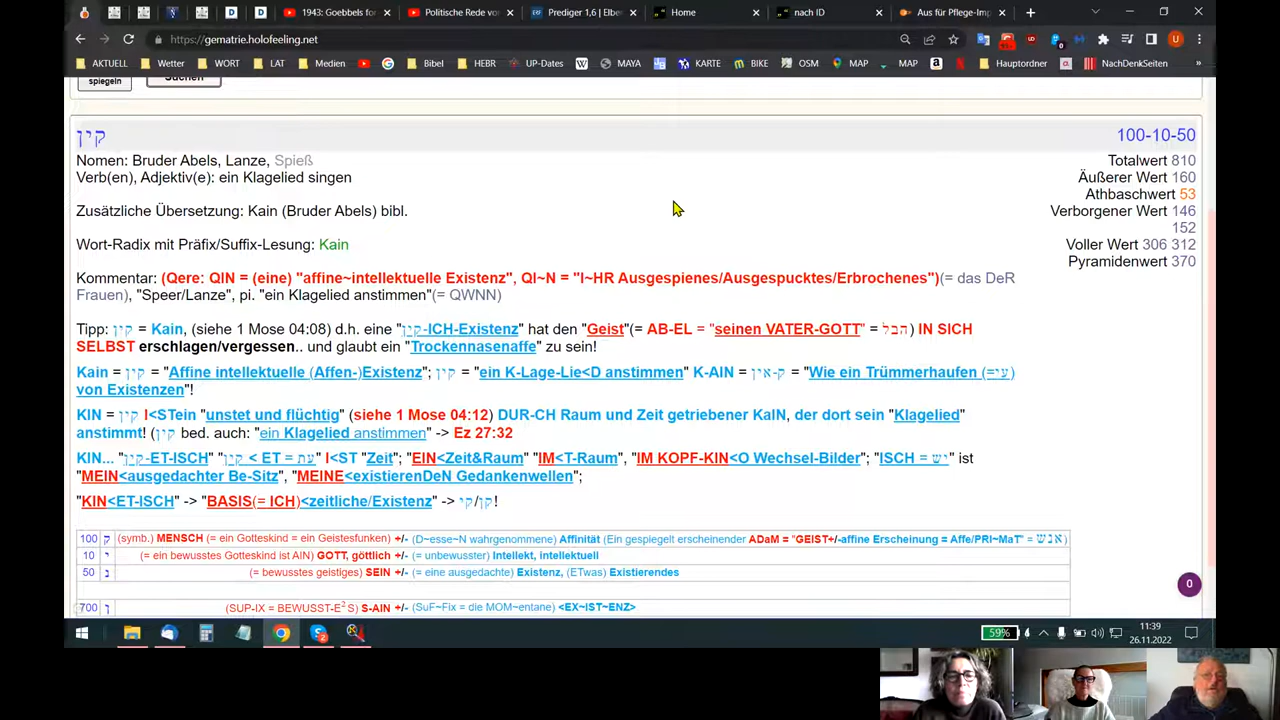 1943: Goebbels for
Politische Rede vo
Prediger 1,6 | Elbe
Home
nach ID
Aus für Pflege-Imp
https://gematrie.holofeeling.net
AKTUELL Wetter WORT LAT Medien Bibel HEBR UP-Dates MAYA KARTE BIKE OSM MAP MAP Hauptordner NachDenkSeiten
spiegeln Suchen
קין 100-10-50
Nomen: Bruder Abels, Lanze, Spieß Totalwert 810
Verb(en), Adjektiv(e): ein Klagelied singen Äußerer Wert 160
Athbaschwert 53
Zusätzliche Übersetzung: Kain (Bruder Abels) bibl. Verborgener Wert 146
152
Wort-Radix mit Präfix/Suffix-Lesung: Kain Voller Wert 306 312
Pyramidenwert 370
Kommentar: (Qere: QIN = (eine) "affine~intellektuelle Existenz", QI~N = "I~HR Ausgespienes/Ausgespucktes/Erbrochenes")(= das DeR
Frauen), "Speer/Lanze", pi. "ein Klagelied anstimmen"(= QWNN)
Tipp: קין = Kain, (siehe 1 Mose 04:08) d.h. eine "קין-ICH-Existenz" hat den "Geist"(= AB-EL = "seinen VATER-GOTT" = הבל) IN SICH
SELBST erschlagen/vergessen.. und glaubt ein "Trockennasenaffe" zu sein!
Kain = קין = "Affine intellektuelle (Affen-)Existenz"; קין = "ein K-Lage-Lie<D anstimmen" K-AIN = ק-אין = "Wie ein Trümmerhaufen (=עי)
von Existenzen"!
KIN = קין I<STein "unstet und flüchtig" (siehe 1 Mose 04:12) DUR-CH Raum und Zeit getriebener KaIN, der dort sein "Klagelied"
anstimmt! (קין bed. auch: "ein Klagelied anstimmen" -> Ez 27:32
KIN... "קין-ET-ISCH" "קין < ET = עת" I<ST "Zeit"; "EIN<Zeit&Raum" "IM<T-Raum", "IM KOPF-KIN<O Wechsel-Bilder"; "ISCH = יש" ist
"MEIN<ausgedachter Be-Sitz", "MEINE<existierenDeN Gedankenwellen";
"KIN<ET-ISCH" -> "BASIS(= ICH)<zeitliche/Existenz" -> קי/קן!
100 ק (symb.) MENSCH (= ein Gotteskind = ein Geistesfunken) +/- (D~esse~N wahrgenommene) Affinität (Ein gespiegelt erscheinender ADaM = "GEIST+/-affine Erscheinung = Affe/PRI~MaT" = אנש)
10 י (= ein bewusstes Gotteskind ist AIN) GOTT, göttlich +/- (= unbewusster) Intellekt, intellektuell
50 נ (= bewusstes geistiges) SEIN +/- (= eine ausgedachte) Existenz, (ETwas) Existierendes
700 ן (SUP-IX = BEWUSST-E²S) S-AIN +/- (SuF~Fix = die MOM~entane) <EX~IST~ENZ>
0
59% 11:39
26.11.2022